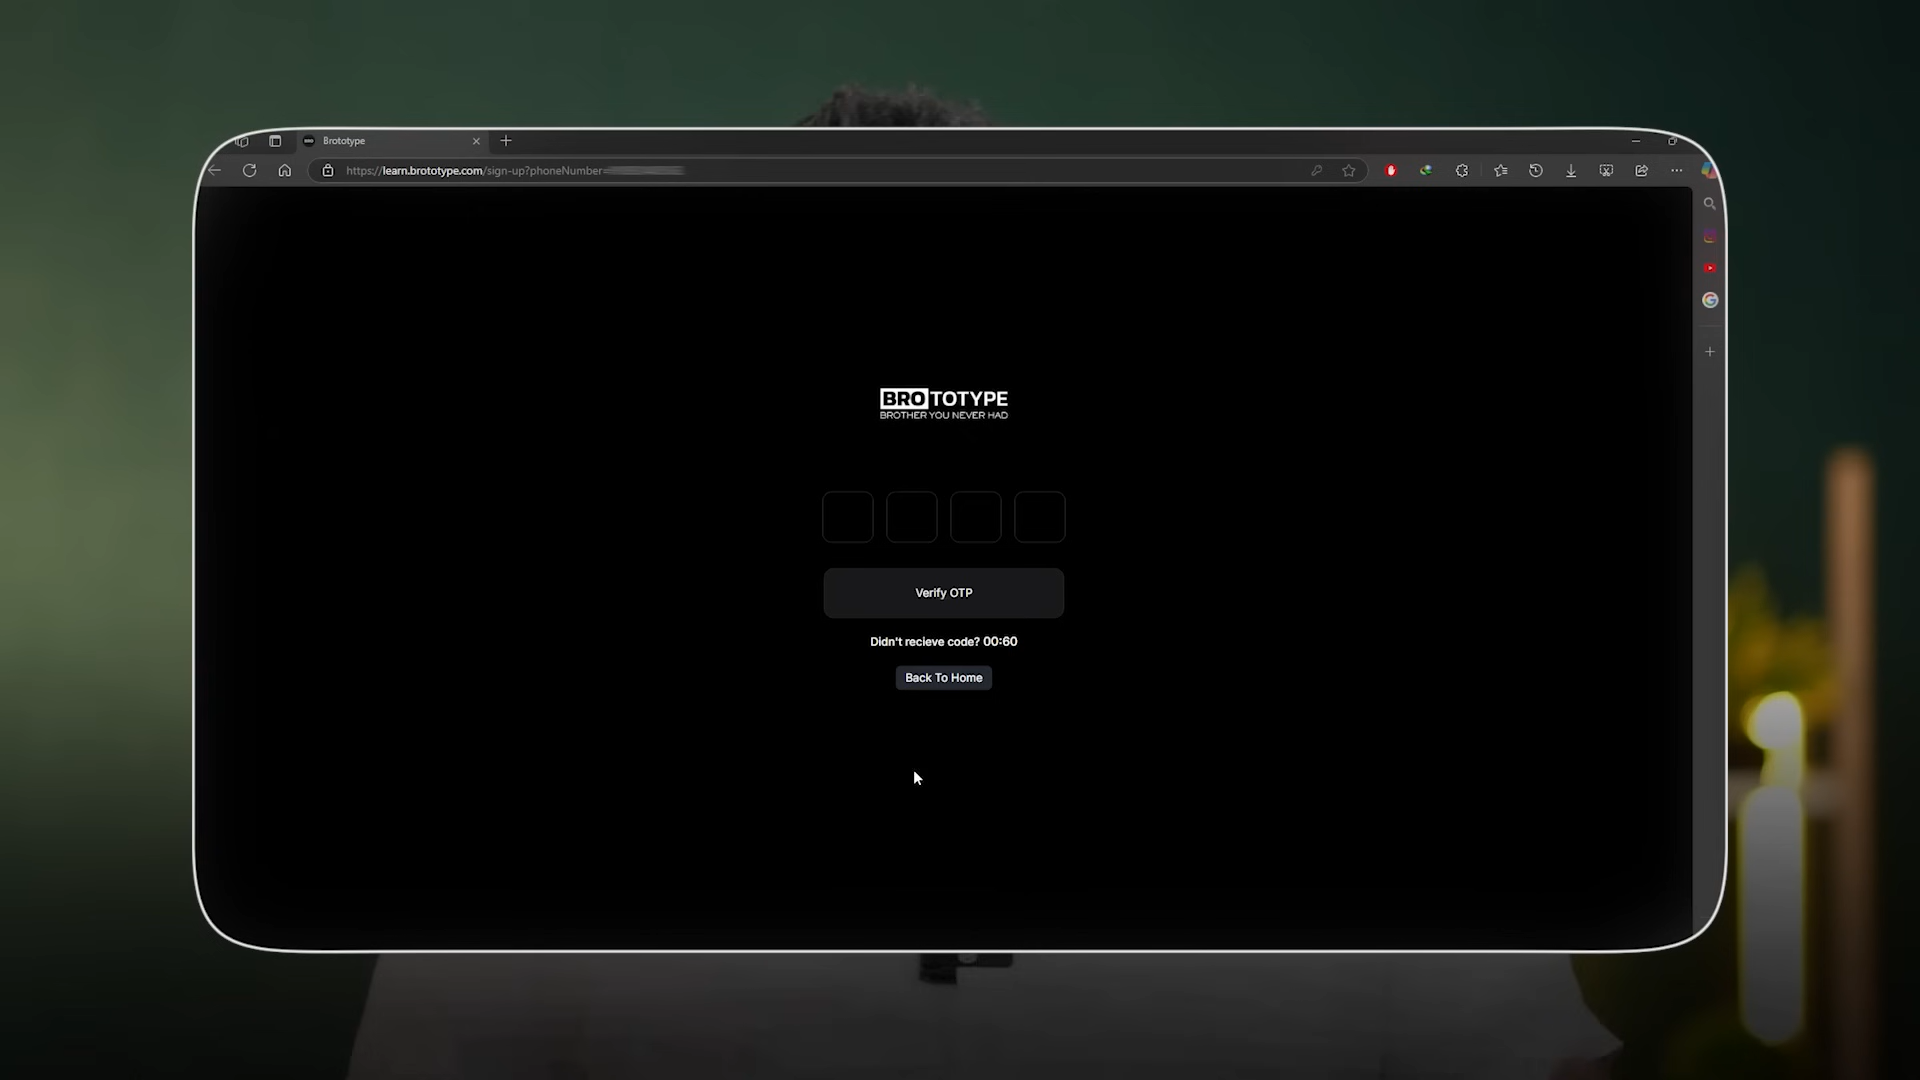 Brototype
https://learn.brototype.com/sign-up?phoneNumber=
BROTOTYPE
BROTHER YOU NEVER HAD
Verify OTP
Didn't recieve code? 00:60
Back To Home